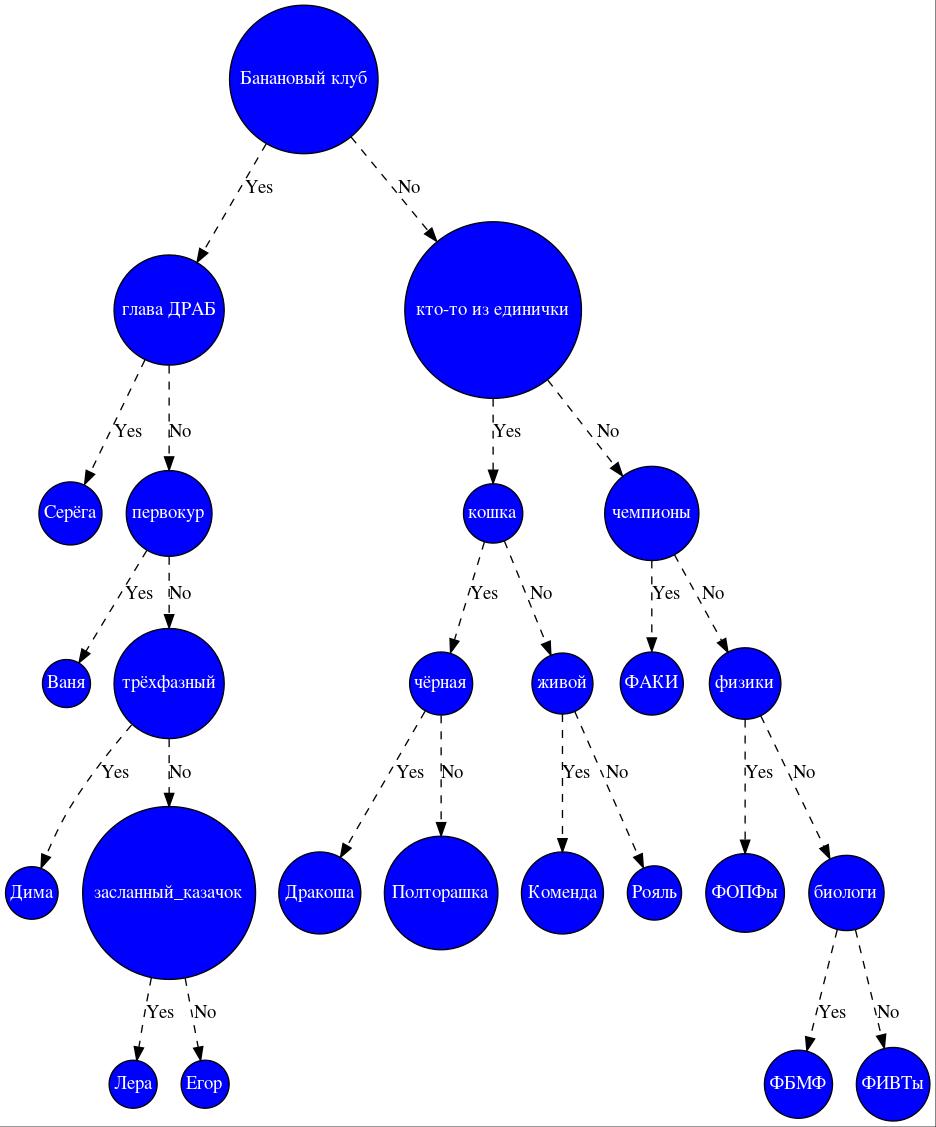 Банановый клуб
Yes
No
глава ДРАБ
кто-то из единички
Yes
No
Yes
No
Серёга
первокур
кошка
чемпионы
Yes
No
Yes
No
Yes
No
Ваня
трёхфазный
чёрная
живой
ФАКИ
физики
Yes
No
Yes
No
Yes
No
Yes
No
Дима
засланный_казачок
Дракоша
Полторашка
Коменда
Рояль
ФОПФы
биологи
Yes
No
Yes
No
Лера
Егор
ФБМФ
ФИВТы